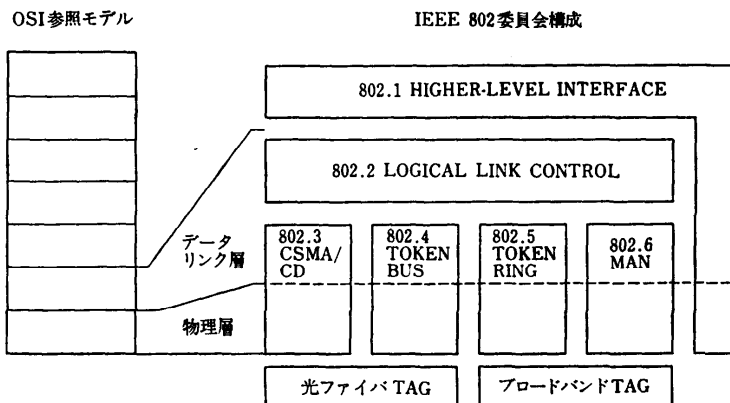 OSI参照モデル
IEEE 802委員会構成
802.1 HIGHER-LEVEL INTERFACE
802.2 LOGICAL LINK CONTROL
データ
リンク層
802.3
CSMA/
CD
802.4
TOKEN
BUS
802.5
TOKEN
RING
802.6
MAN
物理層
光ファイバTAG
ブロードバンドTAG